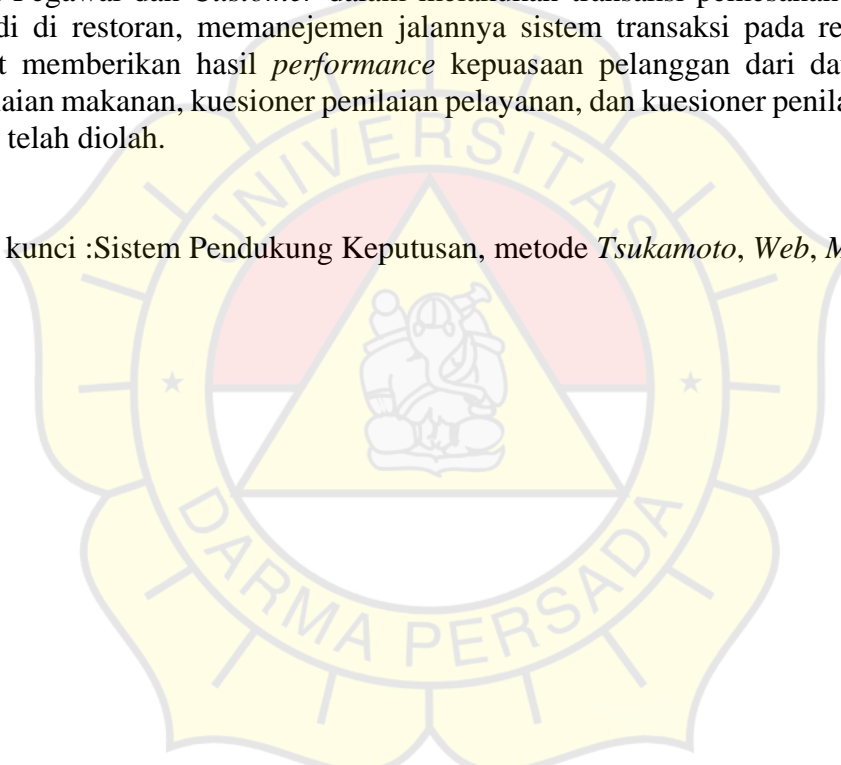 dan Customer dalam melakukan transaksi pemesanan
di di restoran, memanejemen jalannya sistem transaksi pada re
t memberikan hasil performance kepuasaan pelanggan dari da
laian makanan, kuesioner penilaian pelayanan, dan kuesioner penila
telah diolah.
kunci :Sistem Pendukung Keputusan, metode Tsukamoto, Web, M
UNIVERSITAS
DARMA PERSADA